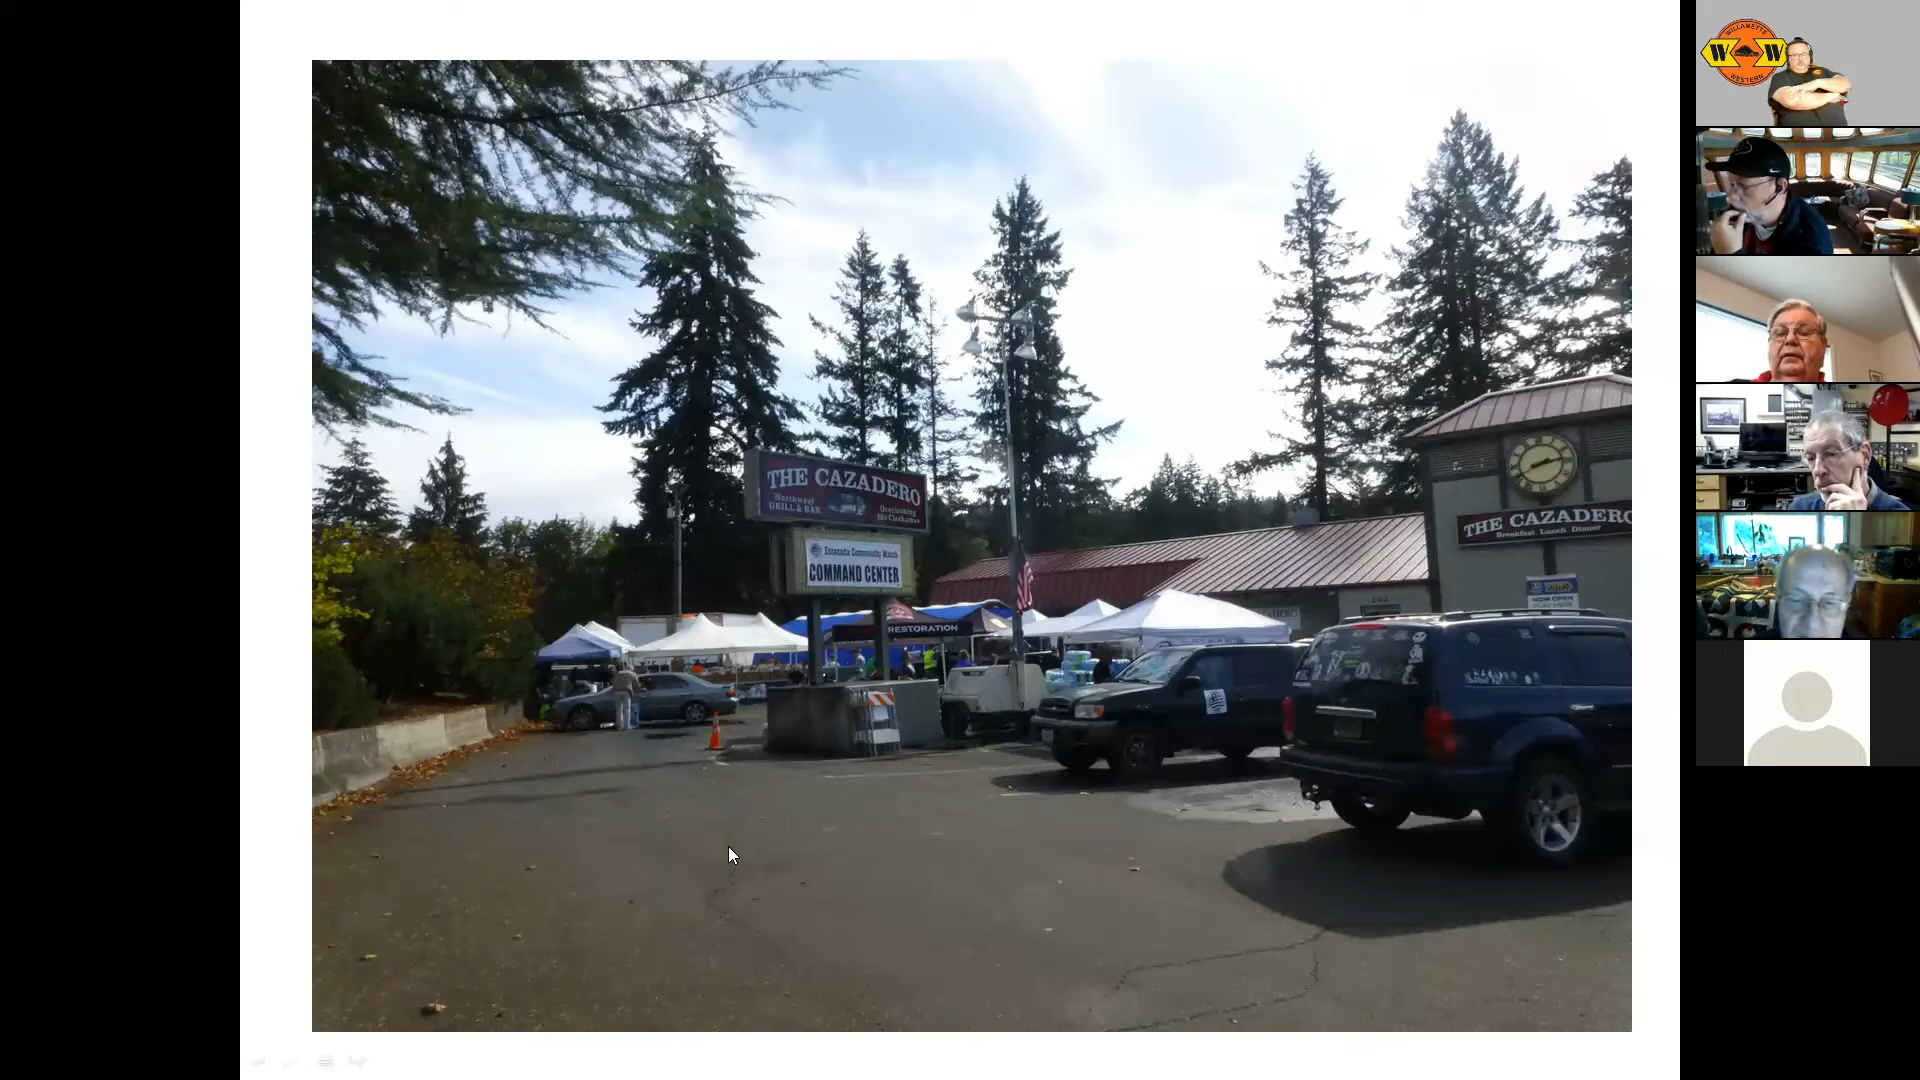 THE CAZADERO
Northwest
GRILL & BAR
Overlooking
the Clackamas
Estacada Community Watch
COMMAND CENTER
RESTORATION
THE CAZADERO
Breakfast Lunch Dinner
NOW OPEN
WILLAMETTE
W W
WESTERN